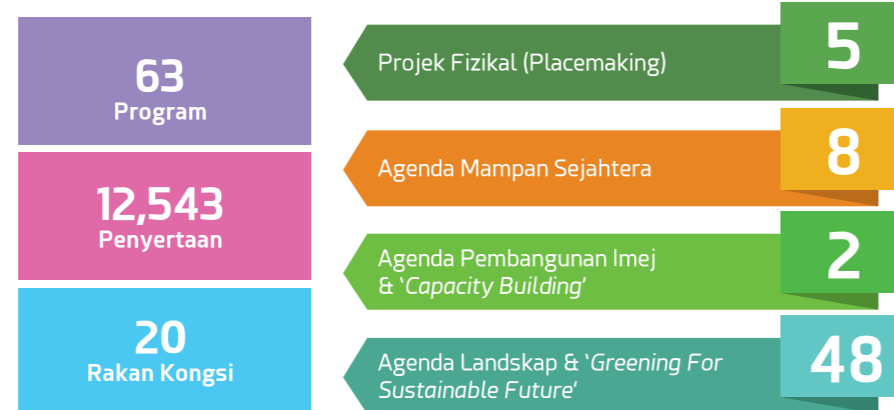 63
Program
12,543
Penyertaan
20
Rakan Kongsi
Projek Fizikal (Placemaking)
5
Agenda Mampan Sejahtera
8
Agenda Pembangunan Imej
& ‘Capacity Building’
2
Agenda Landskap & ‘Greening For
Sustainable Future’
48